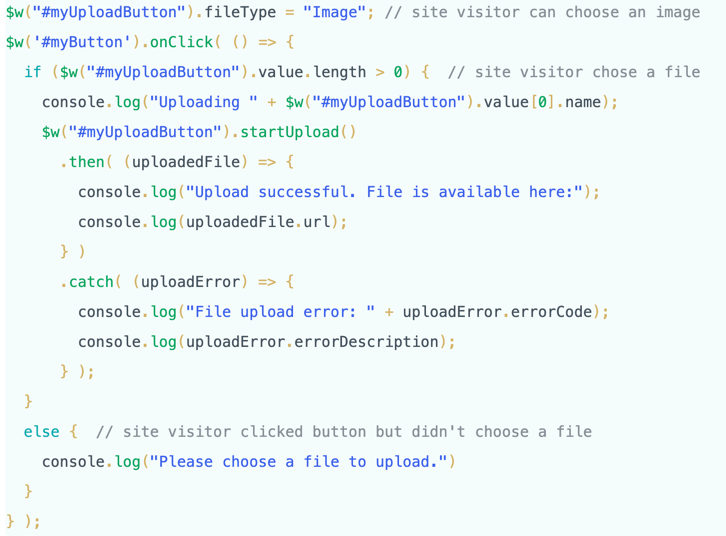 $w("#myUploadButton").fileType = "Image"; // site visitor can choose an image
$w('#myButton').onClick( () => {
  if ($w("#myUploadButton").value.length > 0) {  // site visitor chose a file
    console.log("Uploading " + $w("#myUploadButton").value[0].name);
    $w("#myUploadButton").startUpload()
      .then( (uploadedFile) => {
        console.log("Upload successful. File is available here:");
        console.log(uploadedFile.url);
      } )
      .catch( (uploadError) => {
        console.log("File upload error: " + uploadError.errorCode);
        console.log(uploadError.errorDescription);
      } );
  }
  else {  // site visitor clicked button but didn't choose a file
    console.log("Please choose a file to upload.")
  }
} );